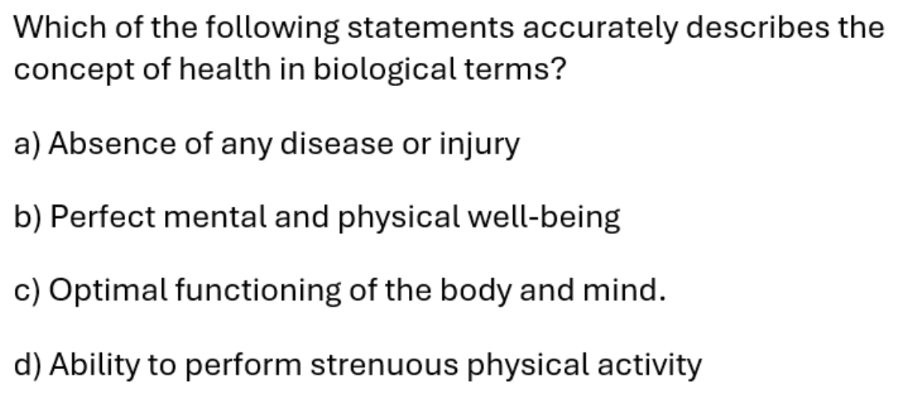 Which of the following statements accurately describes the
concept of health in biological terms?
a) Absence of any disease or injury
b) Perfect mental and physical well-being
c) Optimal functioning of the body and mind.
d) Ability to perform strenuous physical activity